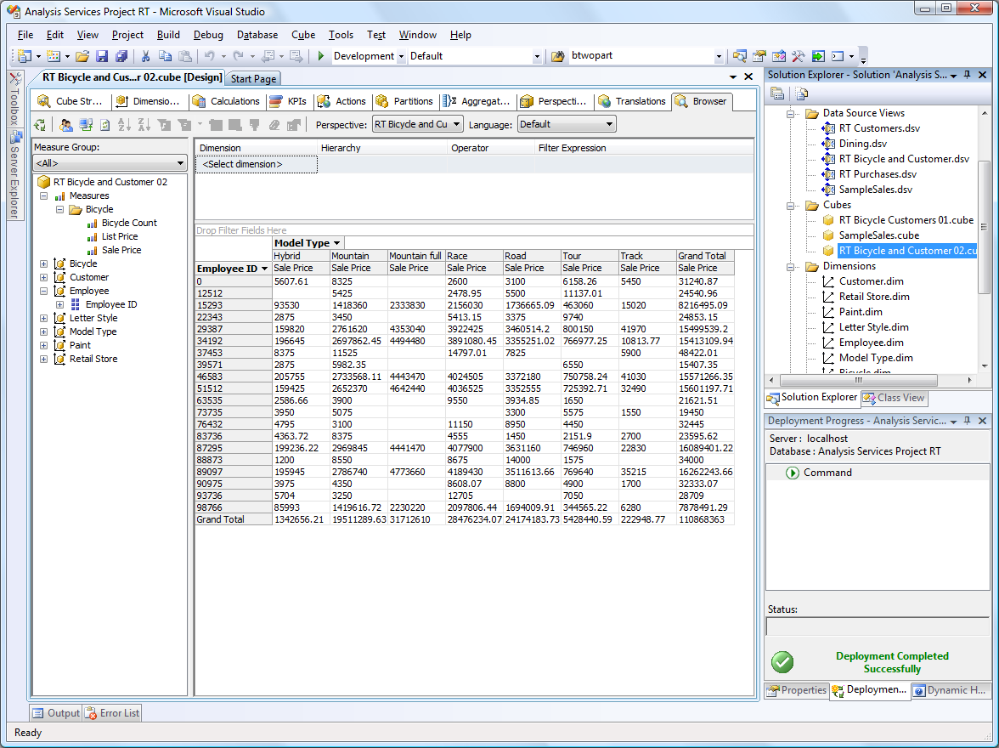 Analysis Services Project RT - Microsoft Visual Studio
File Edit View Project Build Debug Database Cube Tools Test Window Help
Development Default btwopart
Toolbox
Server Explorer
RT Bicycle and Cus...r 02.cube [Design] Start Page
Cube Str... Dimensio... Calculations KPIs Actions Partitions Aggregat... Perspecti... Translations Browser
Perspective: RT Bicycle and Cu Language: Default
Measure Group:
<All>
RT Bicycle and Customer 02
Measures
Bicycle
Bicycle Count
List Price
Sale Price
Bicycle
Customer
Employee
Employee ID
Letter Style
Model Type
Paint
Retail Store
Dimension Hierarchy Operator Filter Expression
<Select dimension>
Drop Filter Fields Here
Model Type
Hybrid Mountain Mountain full Race Road Tour Track Grand Total
Employee ID Sale Price Sale Price Sale Price Sale Price Sale Price Sale Price Sale Price Sale Price
0 5607.61 8325 2600 3100 6158.26 5450 31240.87
12512 5425 2478.95 5500 11137.01 24540.96
15293 93530 1418360 2333830 2156030 1736665.09 463060 15020 8216495.09
22343 2875 3450 5413.15 3375 9740 24853.15
29387 159820 2761620 4353040 3922425 3460514.2 800150 41970 15499539.2
34192 196645 2697862.45 4494480 3891080.45 3355251.02 766977.25 10813.77 15413109.94
37453 8375 11525 14797.01 7825 5900 48422.01
39571 2875 5982.35 6550 15407.35
46583 205755 2733568.11 4443470 4024505 3372180 750758.24 41030 15571266.35
51512 159425 2652370 4642440 4036525 3352555 725392.71 32490 15601197.71
63535 2586.66 3900 9550 3934.85 1650 21621.51
73735 3950 5075 3300 5575 1550 19450
76432 4795 3100 11150 8950 4450 32445
83736 4363.72 8375 4555 1450 2151.9 2700 23595.62
87295 199236.22 2969845 4441470 4077900 3631160 746960 22830 16089401.22
88873 1200 8550 8675 14000 1575 34000
89097 195945 2786740 4773660 4189430 3511613.66 769640 35215 16262243.66
90975 3975 4350 8608.07 8800 4900 1700 32333.07
93736 5704 3250 12705 7050 28709
98766 85993 1419616.72 2230220 2097806.44 1694009.91 344565.22 6280 7878491.29
Grand Total 1342656.21 19511289.63 31712610 28476234.07 24174183.73 5428440.59 222948.77 110868363
Solution Explorer - Solution 'Analysis S...
Data Source Views
RT Customers.dsv
Dining.dsv
RT Bicycle and Customer.dsv
RT Purchases.dsv
SampleSales.dsv
Cubes
RT Bicycle Customers 01.cube
SampleSales.cube
RT Bicycle and Customer 02.cu
Dimensions
Customer.dim
Retail Store.dim
Paint.dim
Letter Style.dim
Employee.dim
Model Type.dim
Bicycle.dim
Solution Explorer Class View
Deployment Progress - Analysis Servic...
Server : localhost
Database : Analysis Services Project RT
Command
Status:
Deployment Completed
Successfully
Properties Deploymen... Dynamic H...
Output Error List
Ready